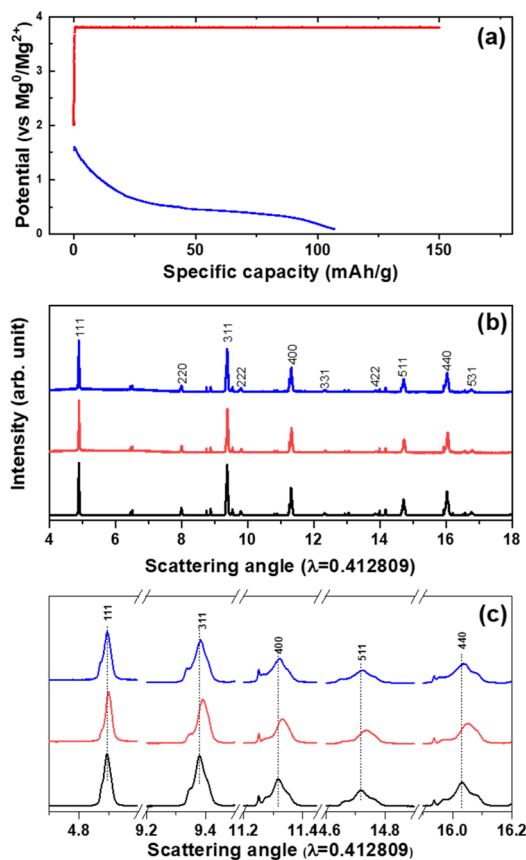 (a)
Potential (vs Mg⁰/Mg²⁺)
4
3
2
1
0
0 50 100 150
Specific capacity (mAh/g)
(b)
Intensity (arb. unit)
111 220 311 222 400 331 422 511 440 531
4 6 8 10 12 14 16 18
Scattering angle (λ=0.412809)
(c)
111 311 400 511 440
4.8 9.2 9.4 11.2 11.4 4.6 14.8 16.0 16.2
Scattering angle (λ=0.412809)